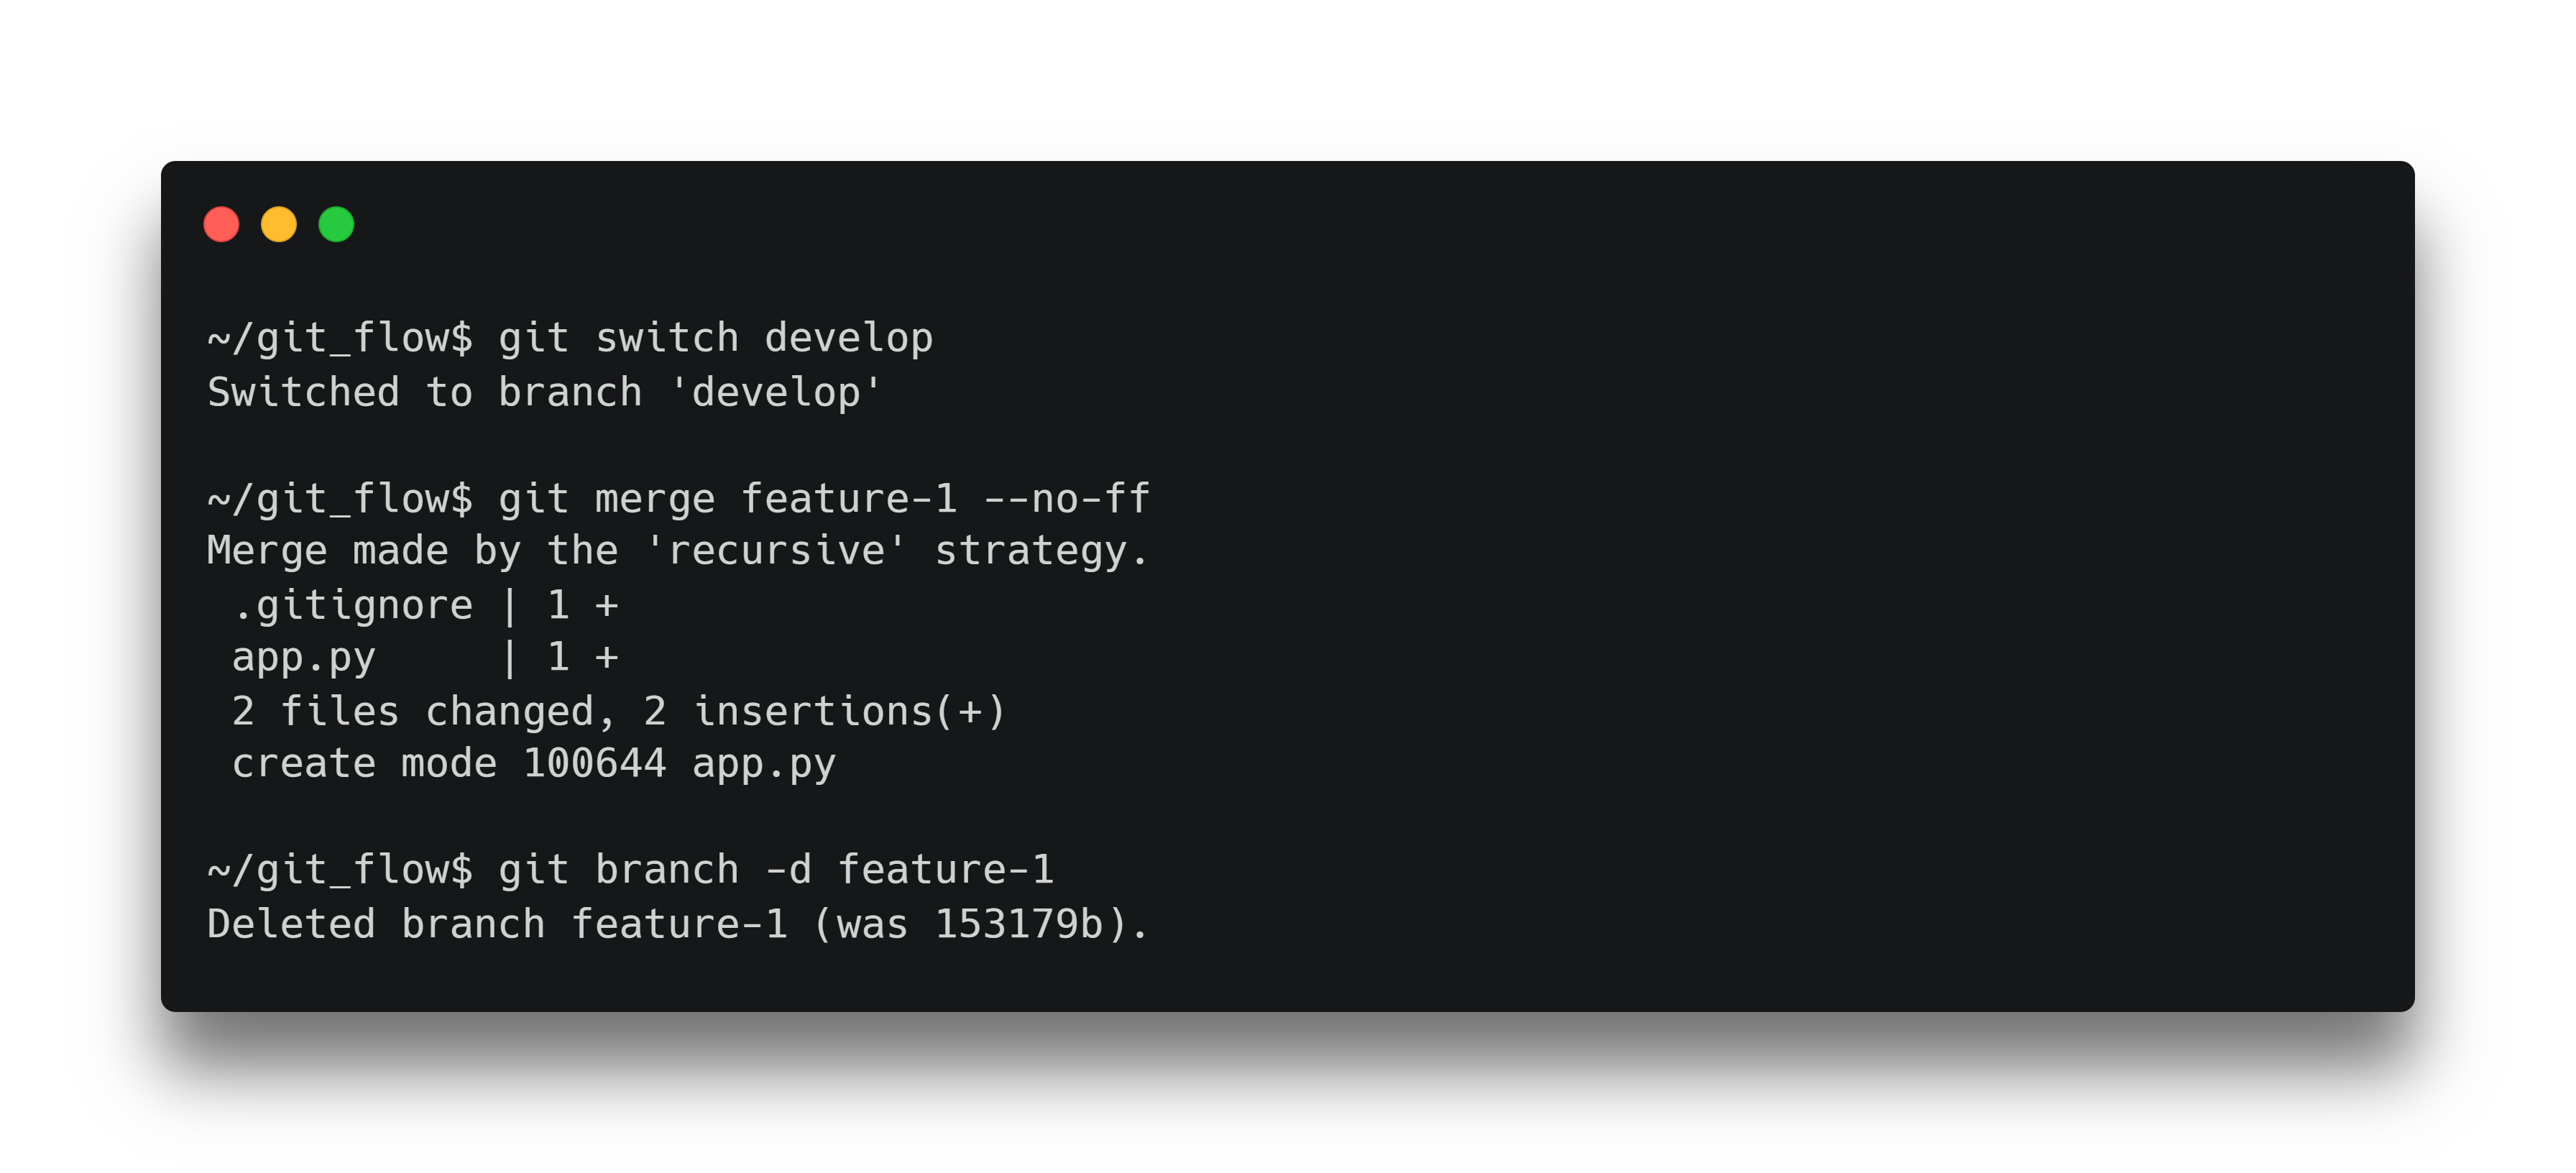 ~/git_flow$ git switch develop
Switched to branch 'develop'
~/git_flow$ git merge feature-1 --no-ff
Merge made by the 'recursive' strategy.
 .gitignore | 1 +
 app.py     | 1 +
 2 files changed, 2 insertions(+)
 create mode 100644 app.py
~/git_flow$ git branch -d feature-1
Deleted branch feature-1 (was 153179b).